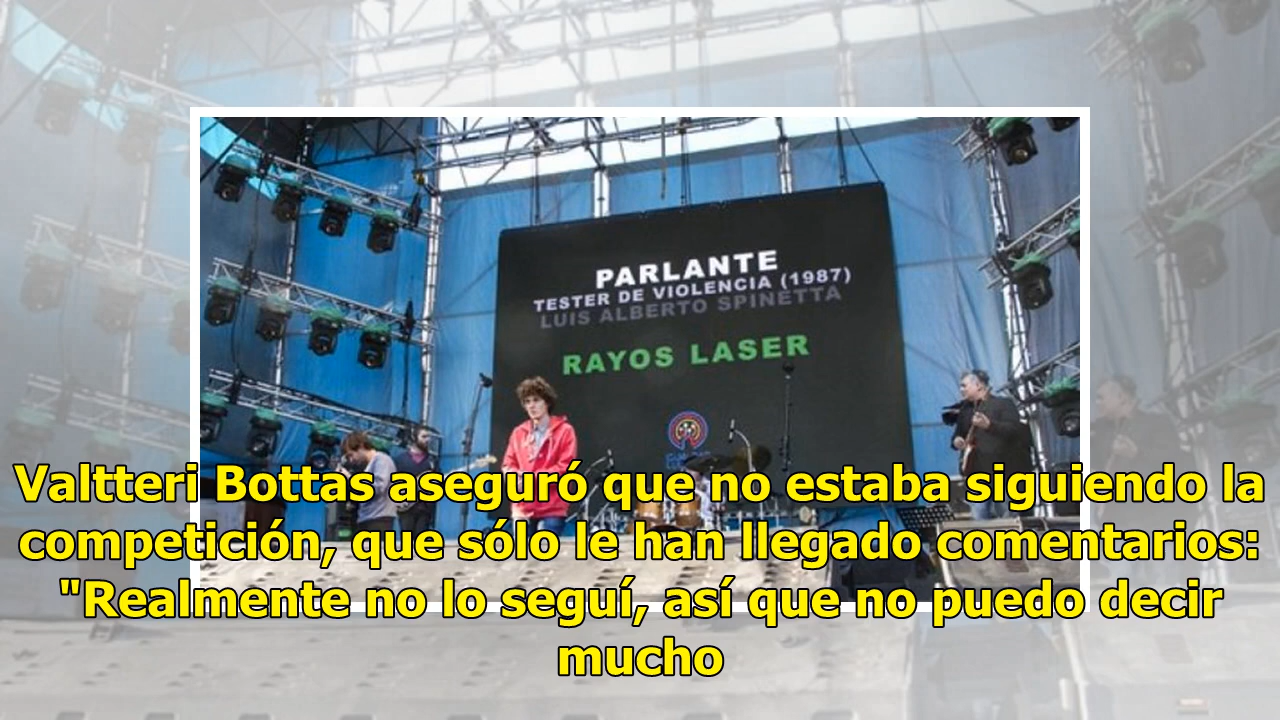 PARLANTE
TESTER DE VIOLENCIA (1987)
LUIS ALBERTO SPINETTA
RAYOS LASER
Valtteri Bottas aseguró que no estaba siguiendo la
competición, que sólo le han llegado comentarios:
"Realmente no lo seguí, así que no puedo decir
mucho